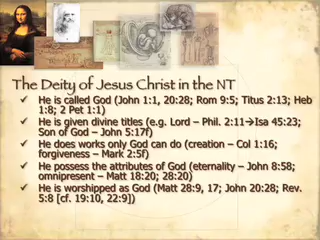 The Deity of Jesus Christ in the NT
✓ He is called God (John 1:1, 20:28; Rom 9:5; Titus 2:13; Heb
1:8; 2 Pet 1:1)
✓ He is given divine titles (e.g. Lord – Phil. 2:11→Isa 45:23;
Son of God – John 5:17f)
✓ He does works only God can do (creation – Col 1:16;
forgiveness – Mark 2:5f)
✓ He possess the attributes of God (eternality – John 8:58;
omnipresent – Matt 18:20; 28:20)
✓ He is worshipped as God (Matt 28:9, 17; John 20:28; Rev.
5:8 [cf. 19:10, 22:9])